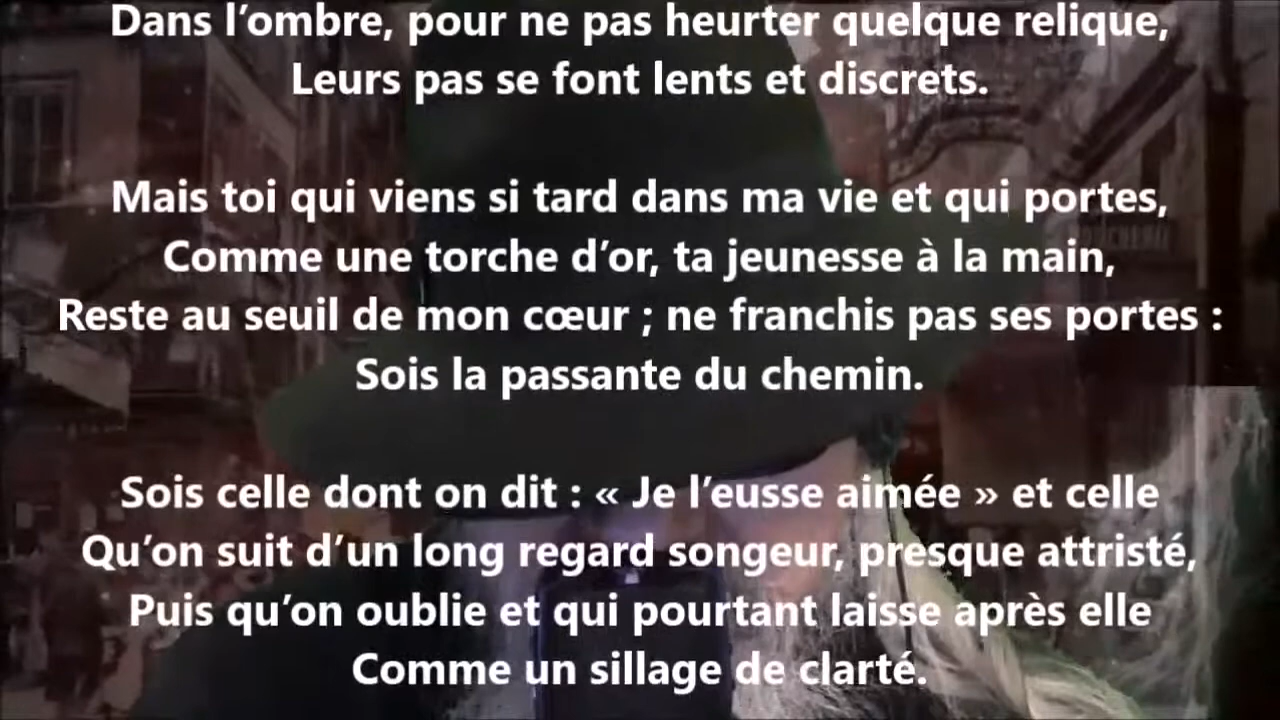 Dans l’ombre, pour ne pas heurter quelque relique,
Leurs pas se font lents et discrets.
Mais toi qui viens si tard dans ma vie et qui portes,
Comme une torche d’or, ta jeunesse à la main,
Reste au seuil de mon cœur ; ne franchis pas ses portes :
Sois la passante du chemin.
Sois celle dont on dit : « Je l’eusse aimée » et celle
Qu’on suit d’un long regard songeur, presque attristé,
Puis qu’on oublie et qui pourtant laisse après elle
Comme un sillage de clarté.